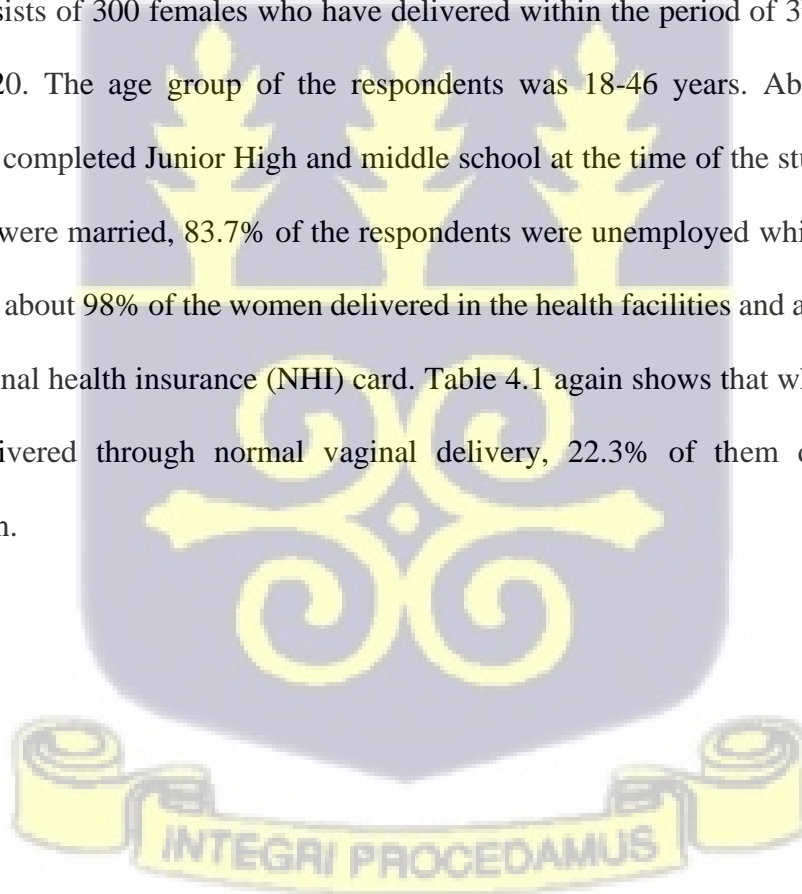 sists of 300 females who have delivered within the period of 3
20. The age group of the respondents was 18-46 years. Ab
completed Junior High and middle school at the time of the stu
were married, 83.7% of the respondents were unemployed whi
about 98% of the women delivered in the health facilities and a
nal health insurance (NHI) card. Table 4.1 again shows that wh
ivered through normal vaginal delivery, 22.3% of them
INTEGRI PROCEDAMUS